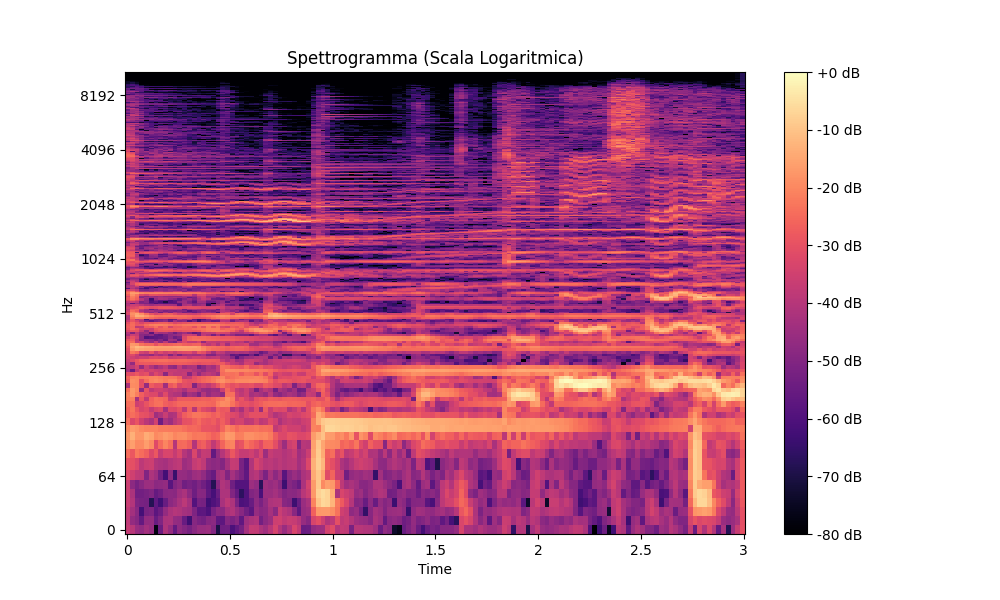 Spettrogramma (Scala Logaritmica)
Hz
8192
4096
2048
1024
512
256
128
64
0
0
0.5
1
1.5
2
2.5
3
Time
+0 dB
-10 dB
-20 dB
-30 dB
-40 dB
-50 dB
-60 dB
-70 dB
-80 dB